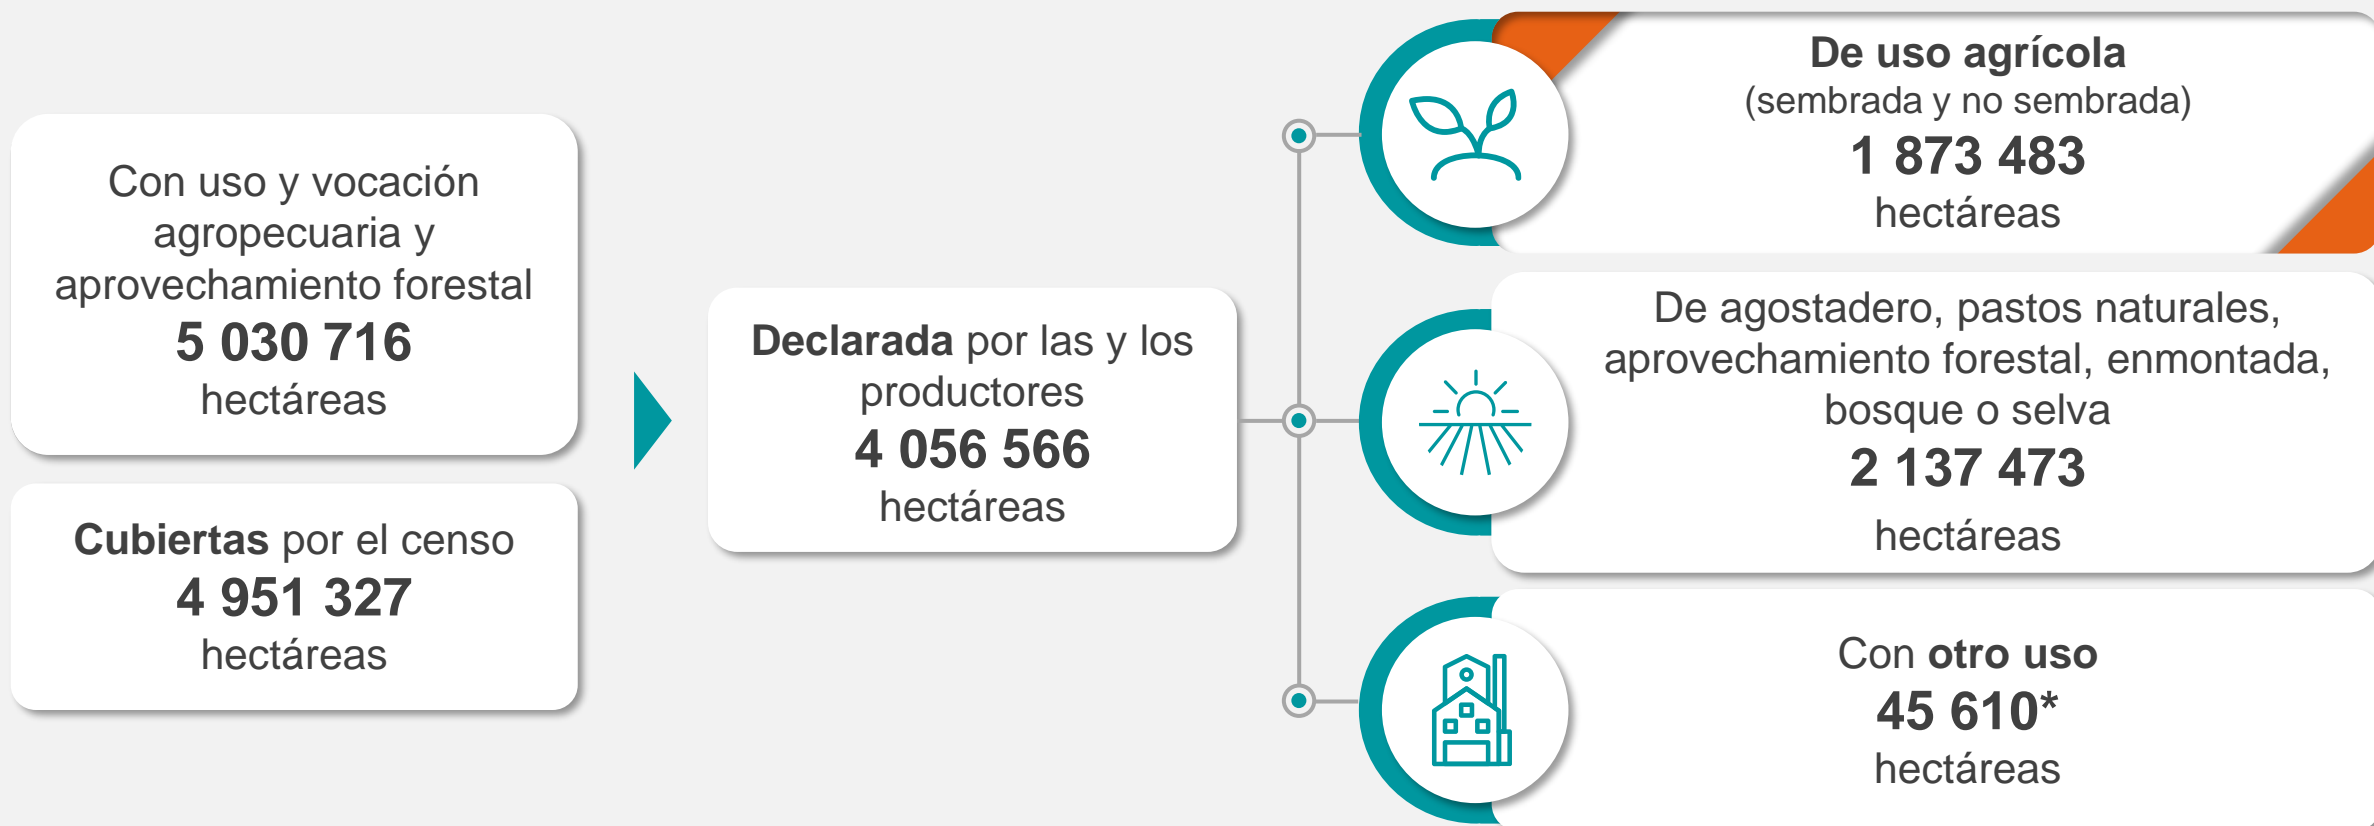 Con uso y vocación
agropecuaria y
aprovechamiento forestal
5 030 716
hectáreas
Cubiertas por el censo
4 951 327
hectáreas
Declarada por las y los
productores
4 056 566
hectáreas
De uso agrícola
(sembrada y no sembrada)
1 873 483
hectáreas
De agostadero, pastos naturales,
aprovechamiento forestal, enmontada,
bosque o selva
2 137 473
hectáreas
Con otro uso
45 610*
hectáreas